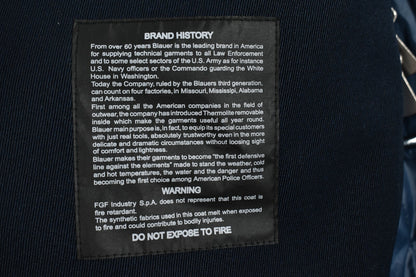 BRAND HISTORY
From over 60 years Blauer is the leading brand in America
for supplying technical garments to all Law Enforcement
and to some select sectors of the U.S. Army as for instance
U.S. Navy officers or the Commando guarding the White
House in Washington.
Today the Company, ruled by the Blauers third generation,
can count on four factories, in Missouri, Mississipi, Alabama
and Arkansas.
First among all the American companies in the field of
outwear, the company has introduced Thermolite removable
inside which make the garments useful all year round.
Blauer main purpose is, in fact, to equip its special customers
with just real tools, absolutely trustworthy even in the more
delicate and dramatic circumstances without loosing sight
of comfort and lightness.
Blauer makes their garments to become "the first defensive
line against the elements" made to stand the weather, cold
and hot temperatures, the water and the danger and thus
becoming the first choice among American Police Officers.
WARNING
FGF Industry S.p.A. does not represent that this coat is
fire retardant.
The synthetic fabrics used in this coat melt when exposed
to fire and could contribute to bodily injuries.
DO NOT EXPOSE TO FIRE